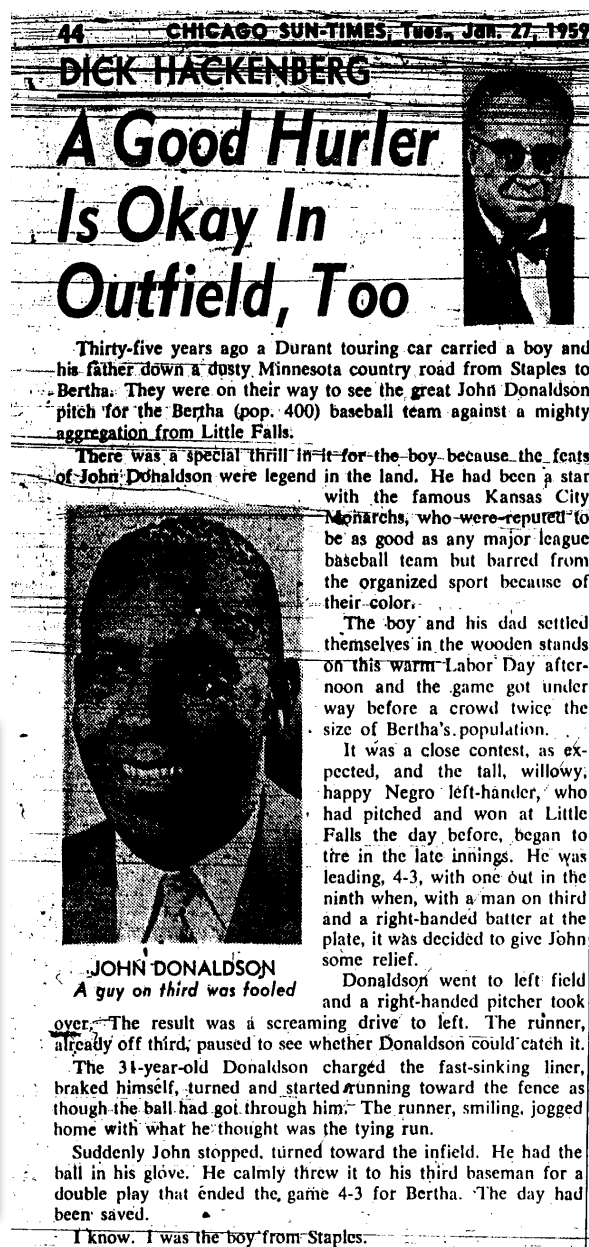 44 CHICAGO SUN-TIMES, Tues., Jan. 27, 1959
DICK HACKENBERG
A Good Hurler
Is Okay In
Outfield, Too
Thirty-five years ago a Durant touring car carried a boy and
his father down a dusty Minnesota country road from Staples to
Bertha. They were on their way to see the great John Donaldson
pitch for the Bertha (pop. 400) baseball team against a mighty
aggregation from Little Falls.
There was a special thrill in it for the boy because the feats
of John Donaldson were legend in the land. He had been a star
with the famous Kansas City
Monarchs, who were reputed to
be as good as any major league
baseball team but barred from
the organized sport because of
their color.
The boy and his dad settled
themselves in the wooden stands
on this warm Labor Day after-
noon and the game got under
way before a crowd twice the
size of Bertha's population.
It was a close contest, as ex-
pected, and the tall, willowy,
happy Negro left-hander, who
had pitched and won at Little
Falls the day before, began to
tire in the late innings. He was
leading, 4-3, with one out in the
ninth when, with a man on third
and a right-handed batter at the
plate, it was decided to give John
some relief.
JOHN DONALDSON
A guy on third was fooled
Donaldson went to left field
and a right-handed pitcher took
over. The result was a screaming drive to left. The runner,
already off third, paused to see whether Donaldson could catch it.
The 31-year-old Donaldson charged the fast-sinking liner,
braked himself, turned and started running toward the fence as
though the ball had got through him. The runner, smiling, jogged
home with what he thought was the tying run.
Suddenly John stopped, turned toward the infield. He had the
ball in his glove. He calmly threw it to his third baseman for a
double play that ended the game 4-3 for Bertha. The day had
been saved.
I know. I was the boy from Staples.